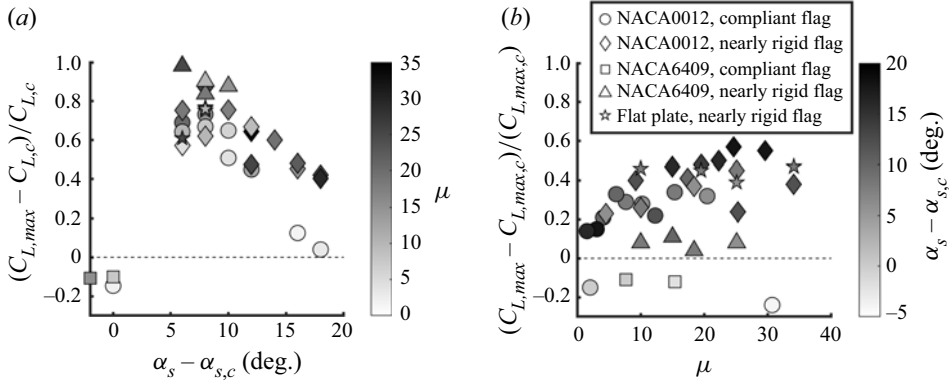 (a)
(C_{L,max} − C_{L,c})/C_{L,c}
1.0
0.8
0.6
0.4
0.2
0
−0.2
0
5
10
15
20
α_s − α_{s,c} (deg.)
35
30
25
20
15
10
5
0
μ
(b)
(C_{L,max} − C_{L,max,c})/(C_{L,max,c})
NACA0012, compliant flag
NACA0012, nearly rigid flag
NACA6409, compliant flag
NACA6409, nearly rigid flag
Flat plate, nearly rigid flag
1.0
0.8
0.6
0.4
0.2
0
−0.2
0
10
20
30
40
μ
20
15
10
5
0
−5
α_s − α_{s,c} (deg.)